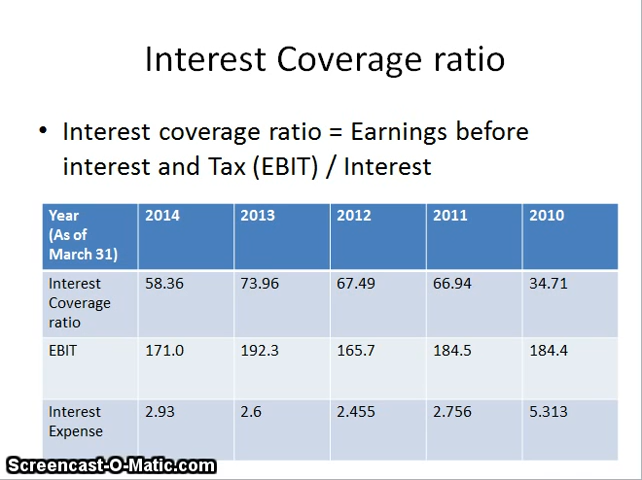 Interest Coverage ratio
• Interest coverage ratio = Earnings before
interest and Tax (EBIT) / Interest
Year (As of March 31) 2014 2013 2012 2011 2010
Interest Coverage ratio 58.36 73.96 67.49 66.94 34.71
EBIT 171.0 192.3 165.7 184.5 184.4
Interest Expense 2.93 2.6 2.455 2.756 5.313
Screencast-O-Matic.com